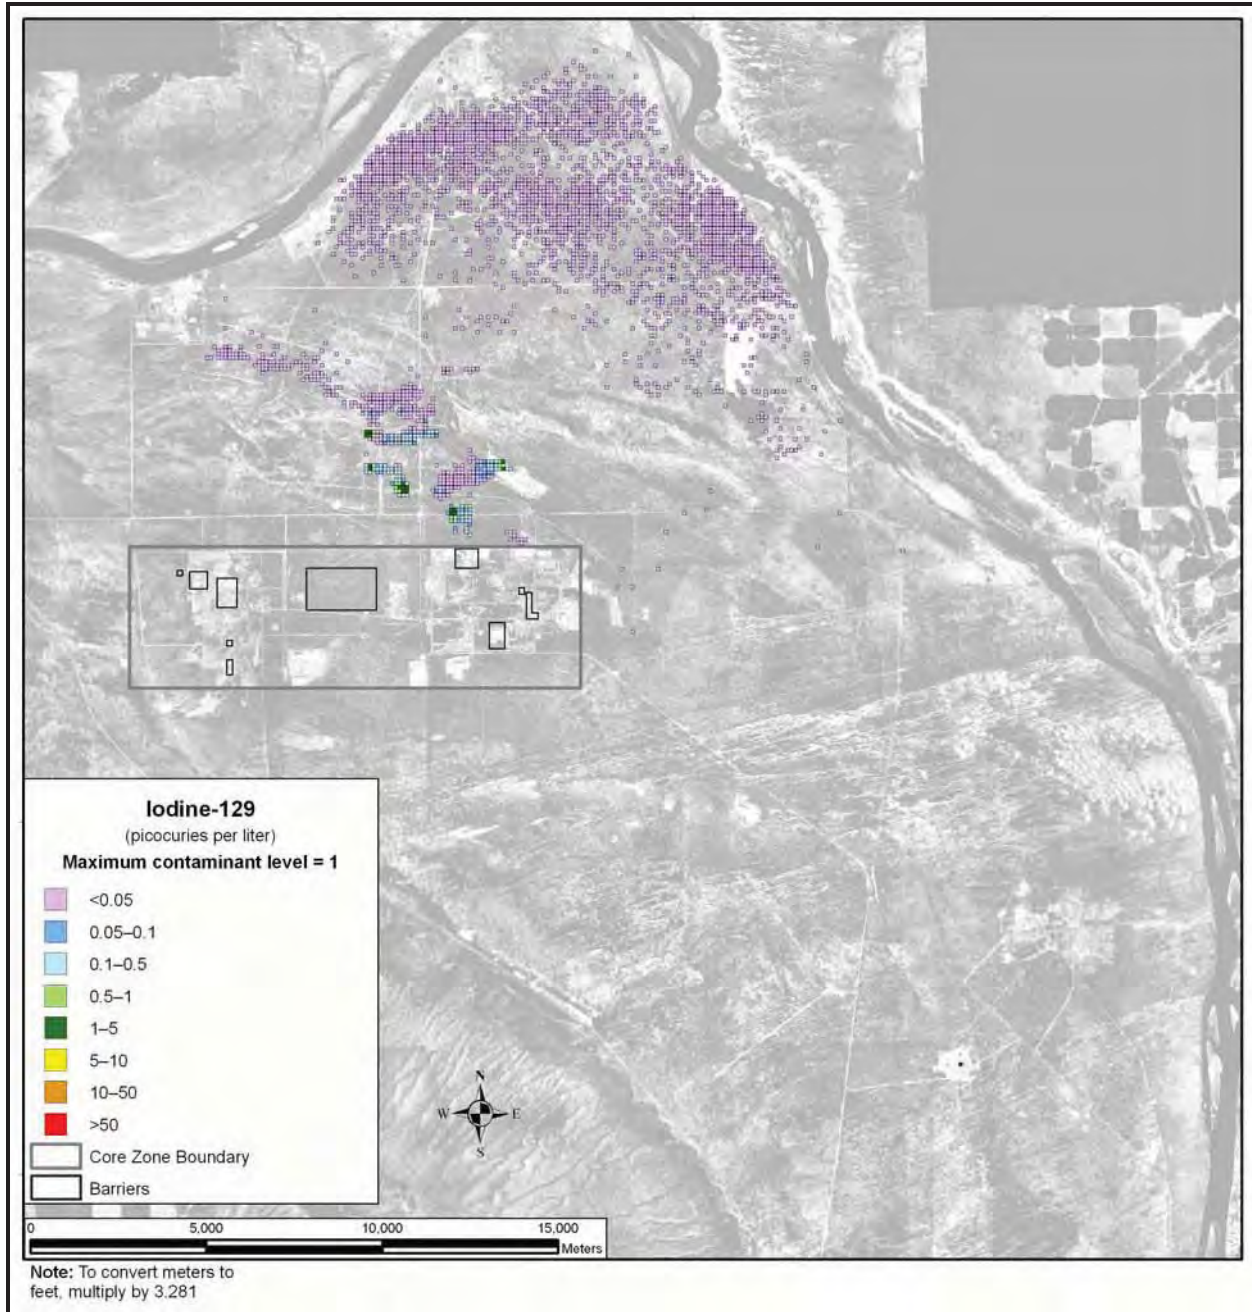 Iodine-129
(picocuries per liter)
Maximum contaminant level = 1
<0.05
0.05–0.1
0.1–0.5
0.5–1
1–5
5–10
10–50
>50
Core Zone Boundary
Barriers
N
W E
S
0 5,000 10,000 15,000
Meters
Note: To convert meters to
feet, multiply by 3.281